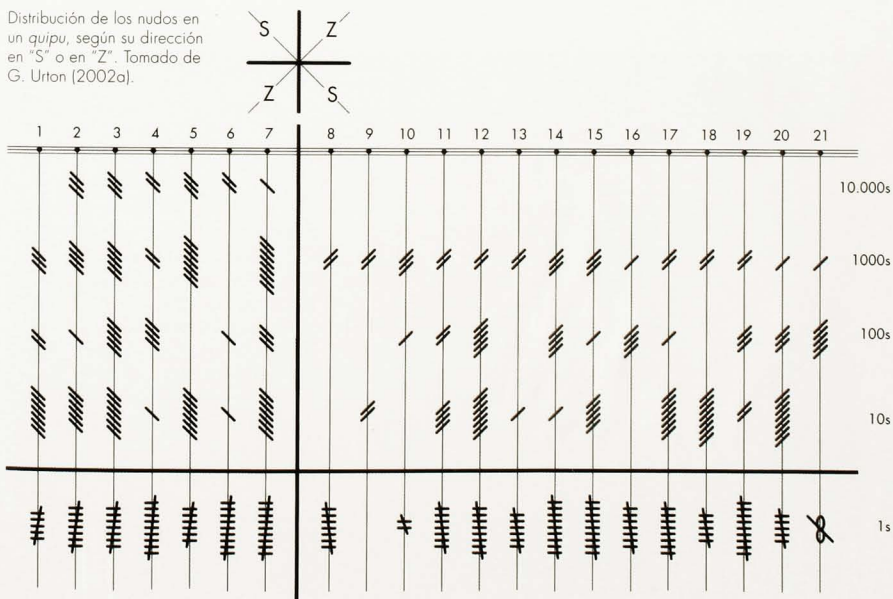 Distribución de los nudos en
un quipu, según su dirección
en "S" o en "Z". Tomado de
G. Urton (2002a).
S Z
Z S
1 2 3 4 5 6 7 8 9 10 11 12 13 14 15 16 17 18 19 20 21
10.000s
1000s
100s
10s
1s